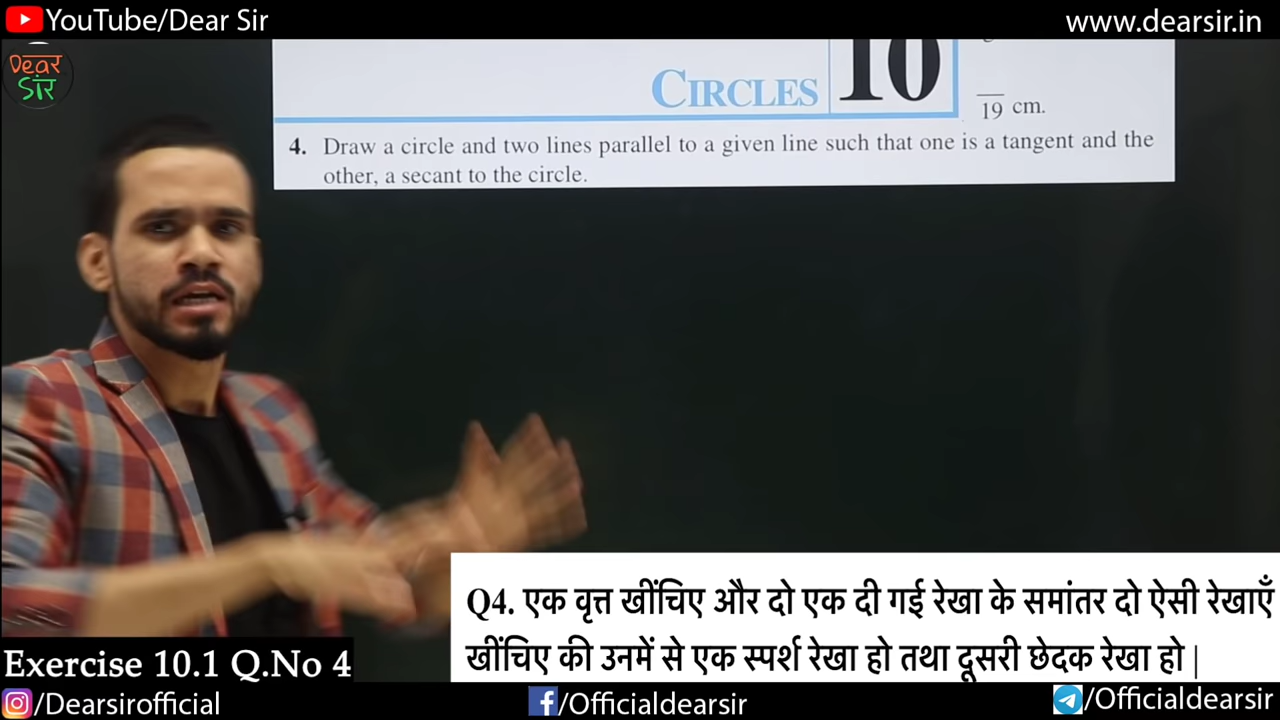 YouTube/Dear Sir
www.dearsir.in
Dear
सर
CIRCLES
10
19 cm.
4. Draw a circle and two lines parallel to a given line such that one is a tangent and the
other, a secant to the circle.
Q4. एक वृत्त खींचिए और दो एक दी गई रेखा के समांतर दो ऐसी रेखाएँ
खींचिए की उनमें से एक स्पर्श रेखा हो तथा दूसरी छेदक रेखा हो |
Exercise 10.1 Q.No 4
/Dearsirofficial
/Officialdearsir
/Officialdearsir